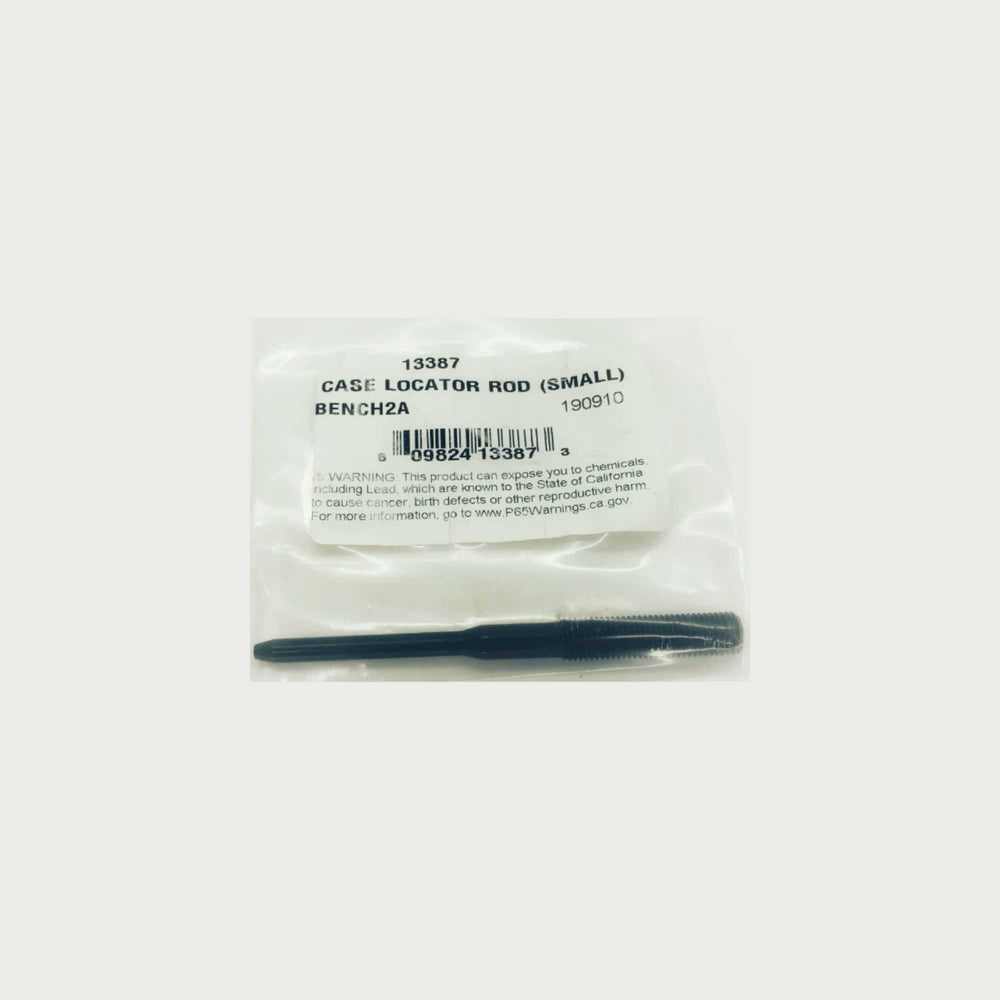 13387
CASE LOCATOR ROD (SMALL)
BENCH2A 190910
6 09824 13387 3
⚠ WARNING: This product can expose you to chemicals,
including Lead, which are known to the State of California
to cause cancer, birth defects or other reproductive harm.
For more information, go to www.P65Warnings.ca.gov.